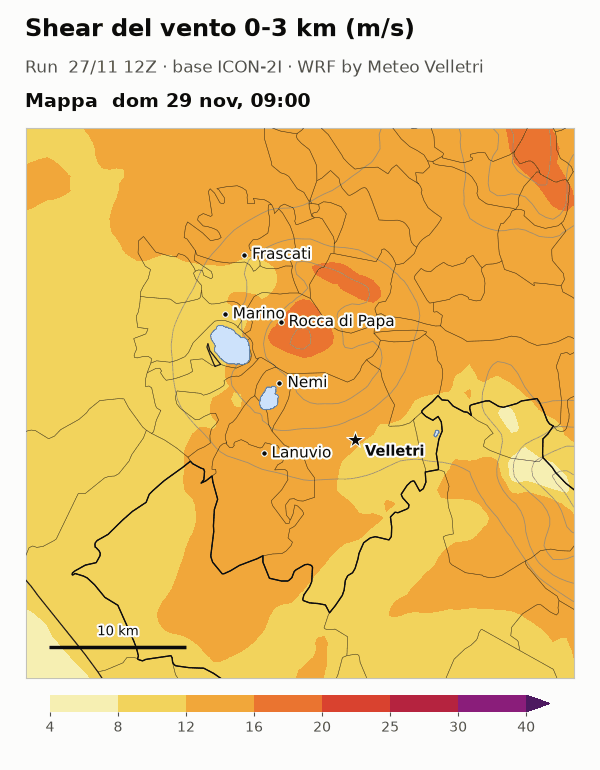 Shear del vento 0-3 km (m/s)
Run  27/11 12Z · base ICON-2I · WRF by Meteo Velletri
Mappa  dom 29 nov, 09:00
Frascati
Marino
Rocca di Papa
Nemi
Velletri
Lanuvio
10 km
4 8 12 16 20 25 30 40